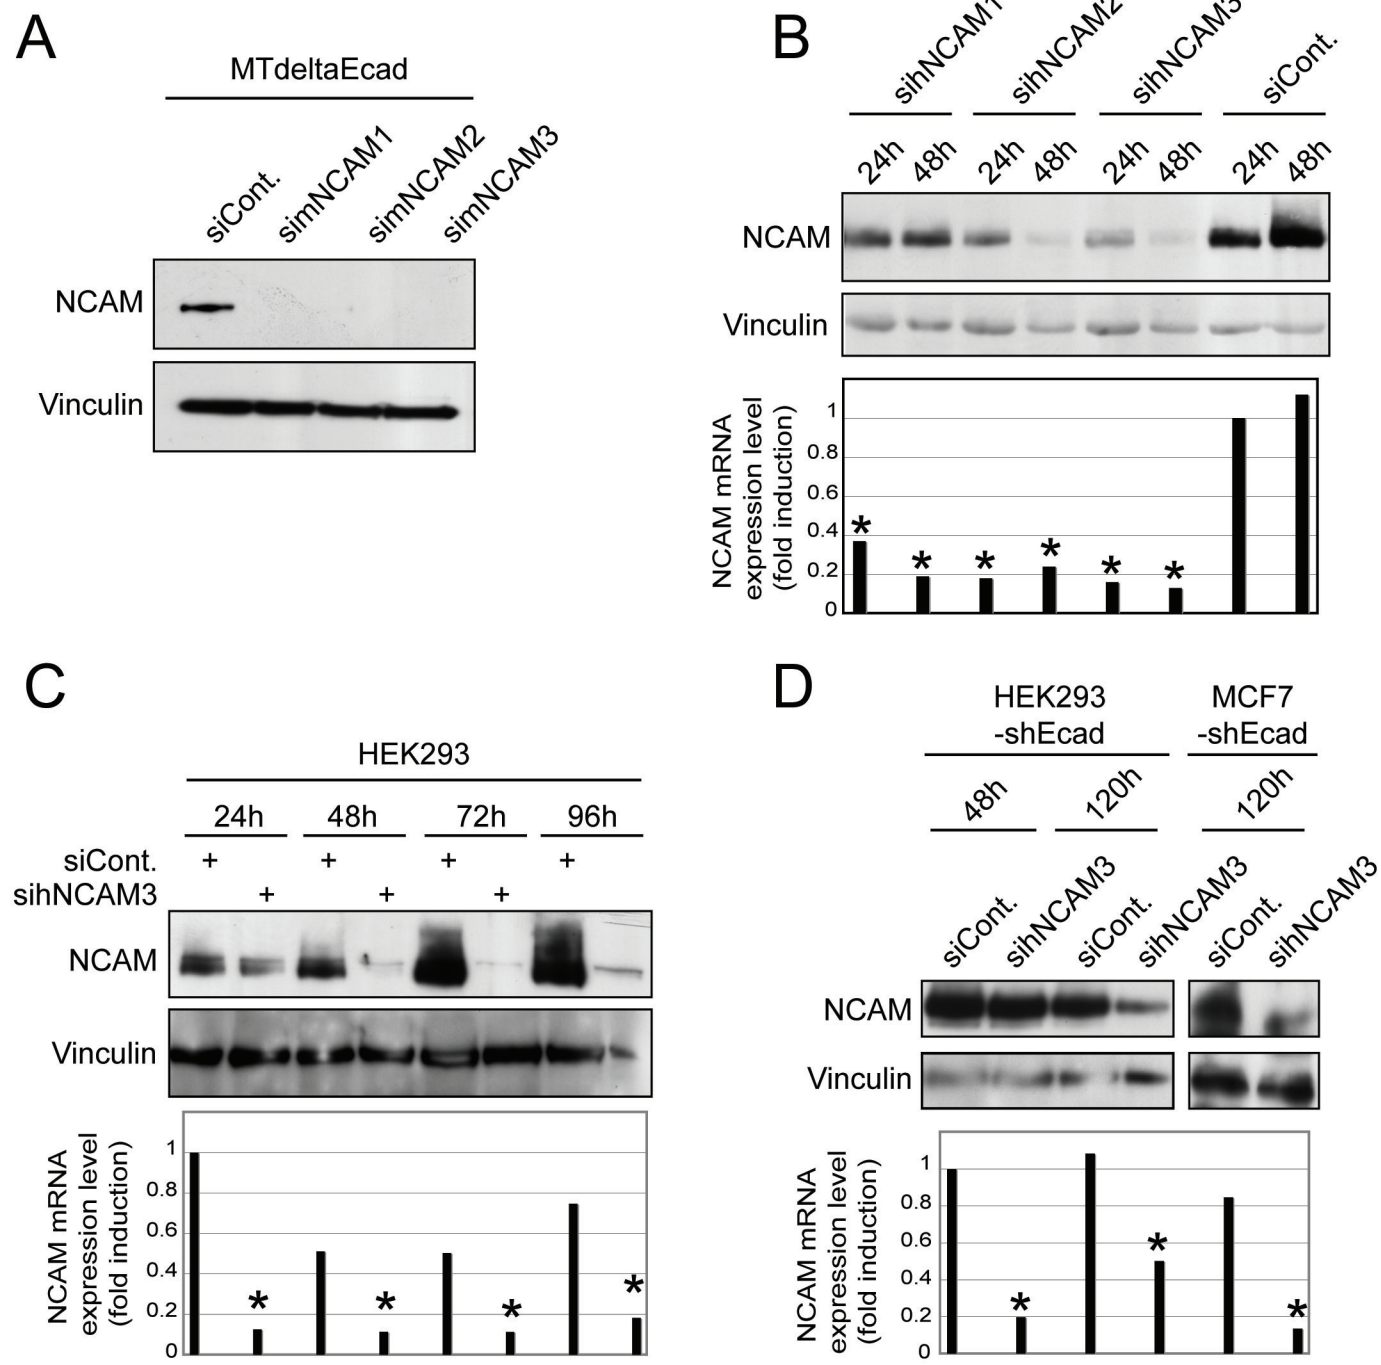 A
MTdeltaEcad
siCont.
simNCAM1
simNCAM2
simNCAM3
NCAM
Vinculin
B
sihNCAM1
sihNCAM2
sihNCAM3
siCont.
24h 48h 24h 48h 24h 48h 24h 48h
NCAM
Vinculin
NCAM mRNA
expression level
(fold induction)
1
0.8
0.6
0.4
0.2
0
* * * * * *
C
HEK293
24h 48h 72h 96h
siCont. + + + +
sihNCAM3 + + +
NCAM
Vinculin
NCAM mRNA
expression level
(fold induction)
1
0.8
0.6
0.4
0.2
0
* * * *
D
HEK293
-shEcad
MCF7
-shEcad
48h 120h 120h
siCont. sihNCAM3 siCont. sihNCAM3 siCont. sihNCAM3
NCAM
Vinculin
NCAM mRNA
expression level
(fold induction)
1
0.8
0.6
0.4
0.2
0
* * *